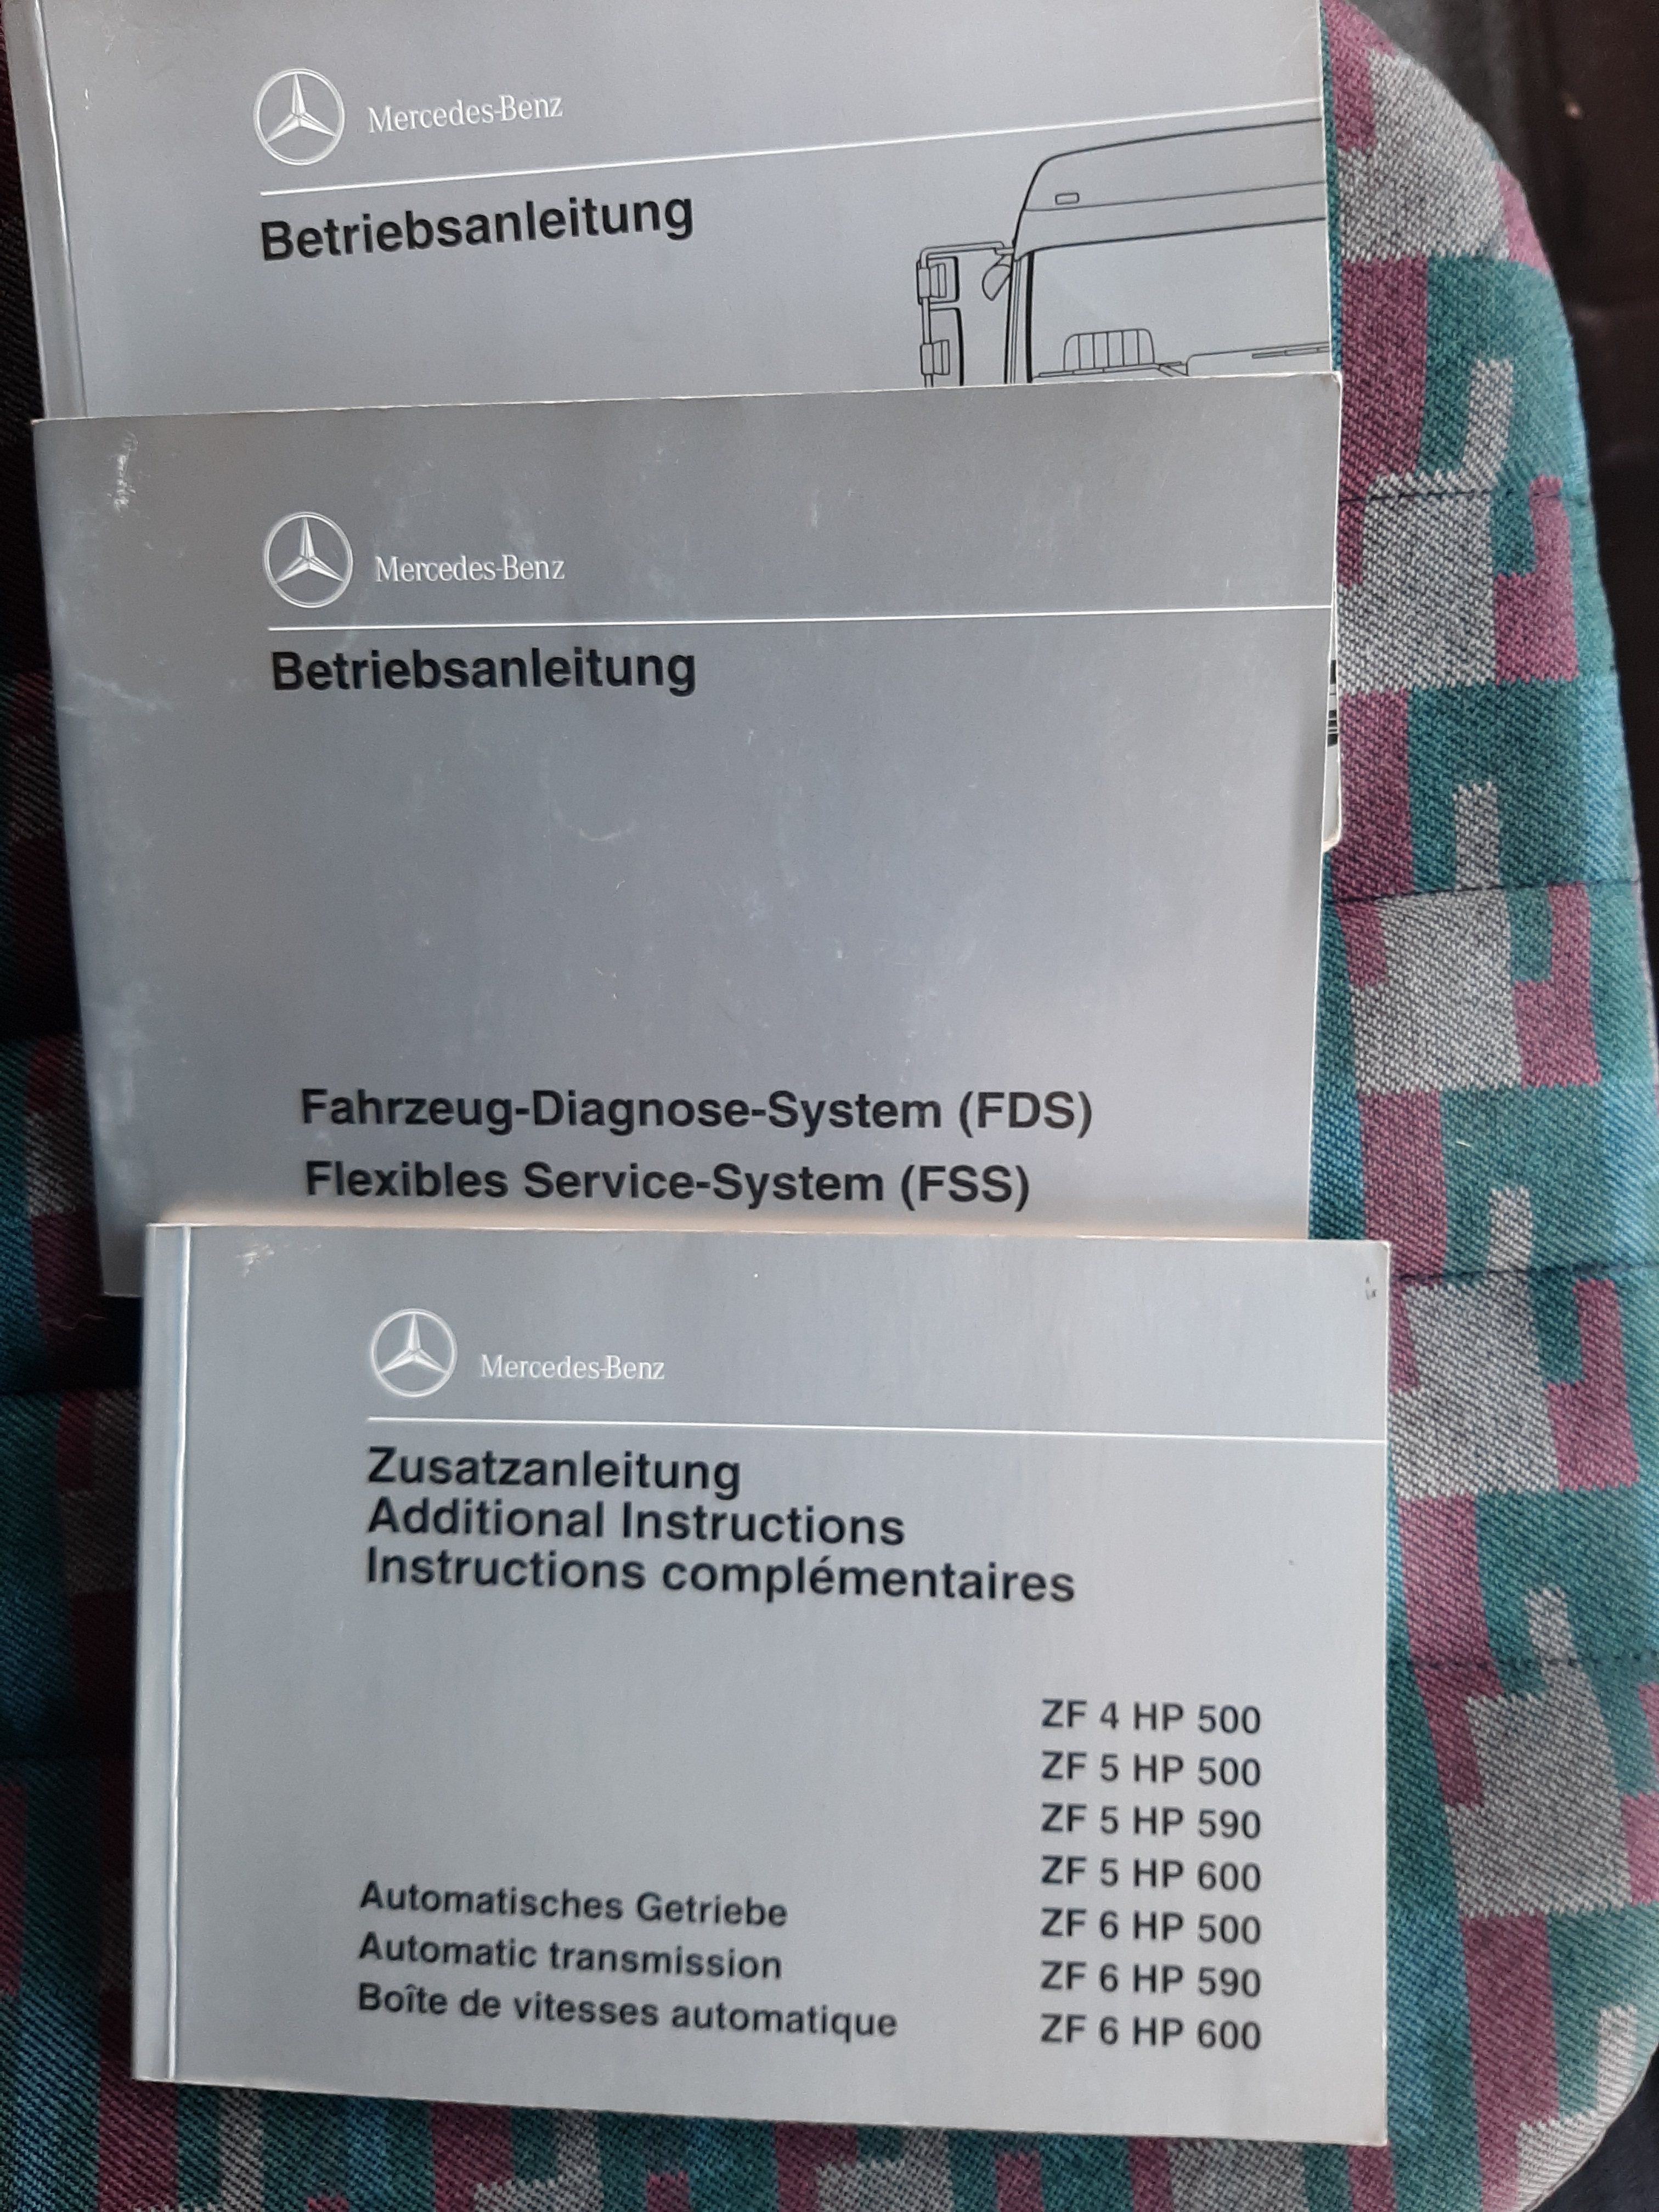 Mercedes-Benz
Betriebsanleitung
Mercedes-Benz
Betriebsanleitung
Fahrzeug-Diagnose-System (FDS)
Flexibles Service-System (FSS)
Mercedes-Benz
Zusatzanleitung
Additional Instructions
Instructions complémentaires
ZF 4 HP 500
ZF 5 HP 500
ZF 5 HP 590
ZF 5 HP 600
ZF 6 HP 500
ZF 6 HP 590
ZF 6 HP 600
Automatisches Getriebe
Automatic transmission
Boîte de vitesses automatique